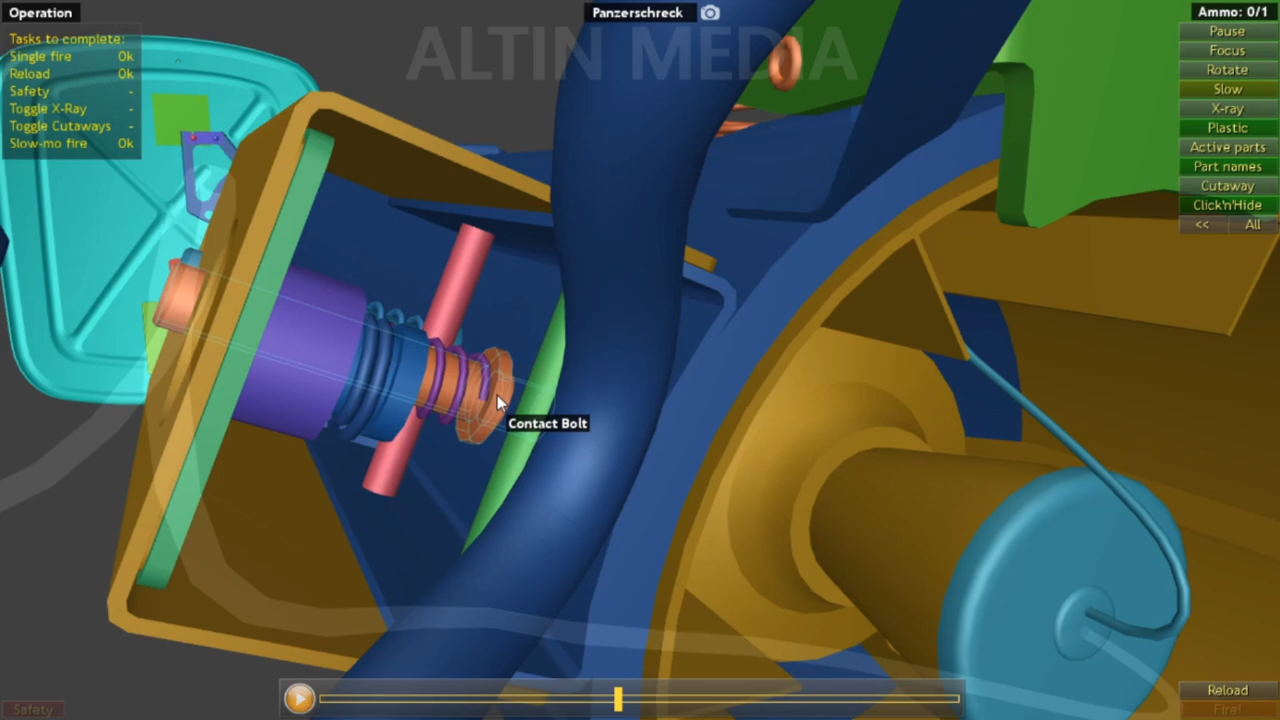 Operation
Panzerschreck
Ammo: 0/1
ALTIN MEDIA
Tasks to complete:
Single fire Ok
Reload Ok
Safety -
Toggle X-Ray -
Toggle Cutaways -
Slow-mo fire Ok
Pause
Focus
Rotate
Slow
X-ray
Plastic
Active parts
Part names
Cutaway
Click'n'Hide
<< All
Contact Bolt
Reload
Safety
Fire!